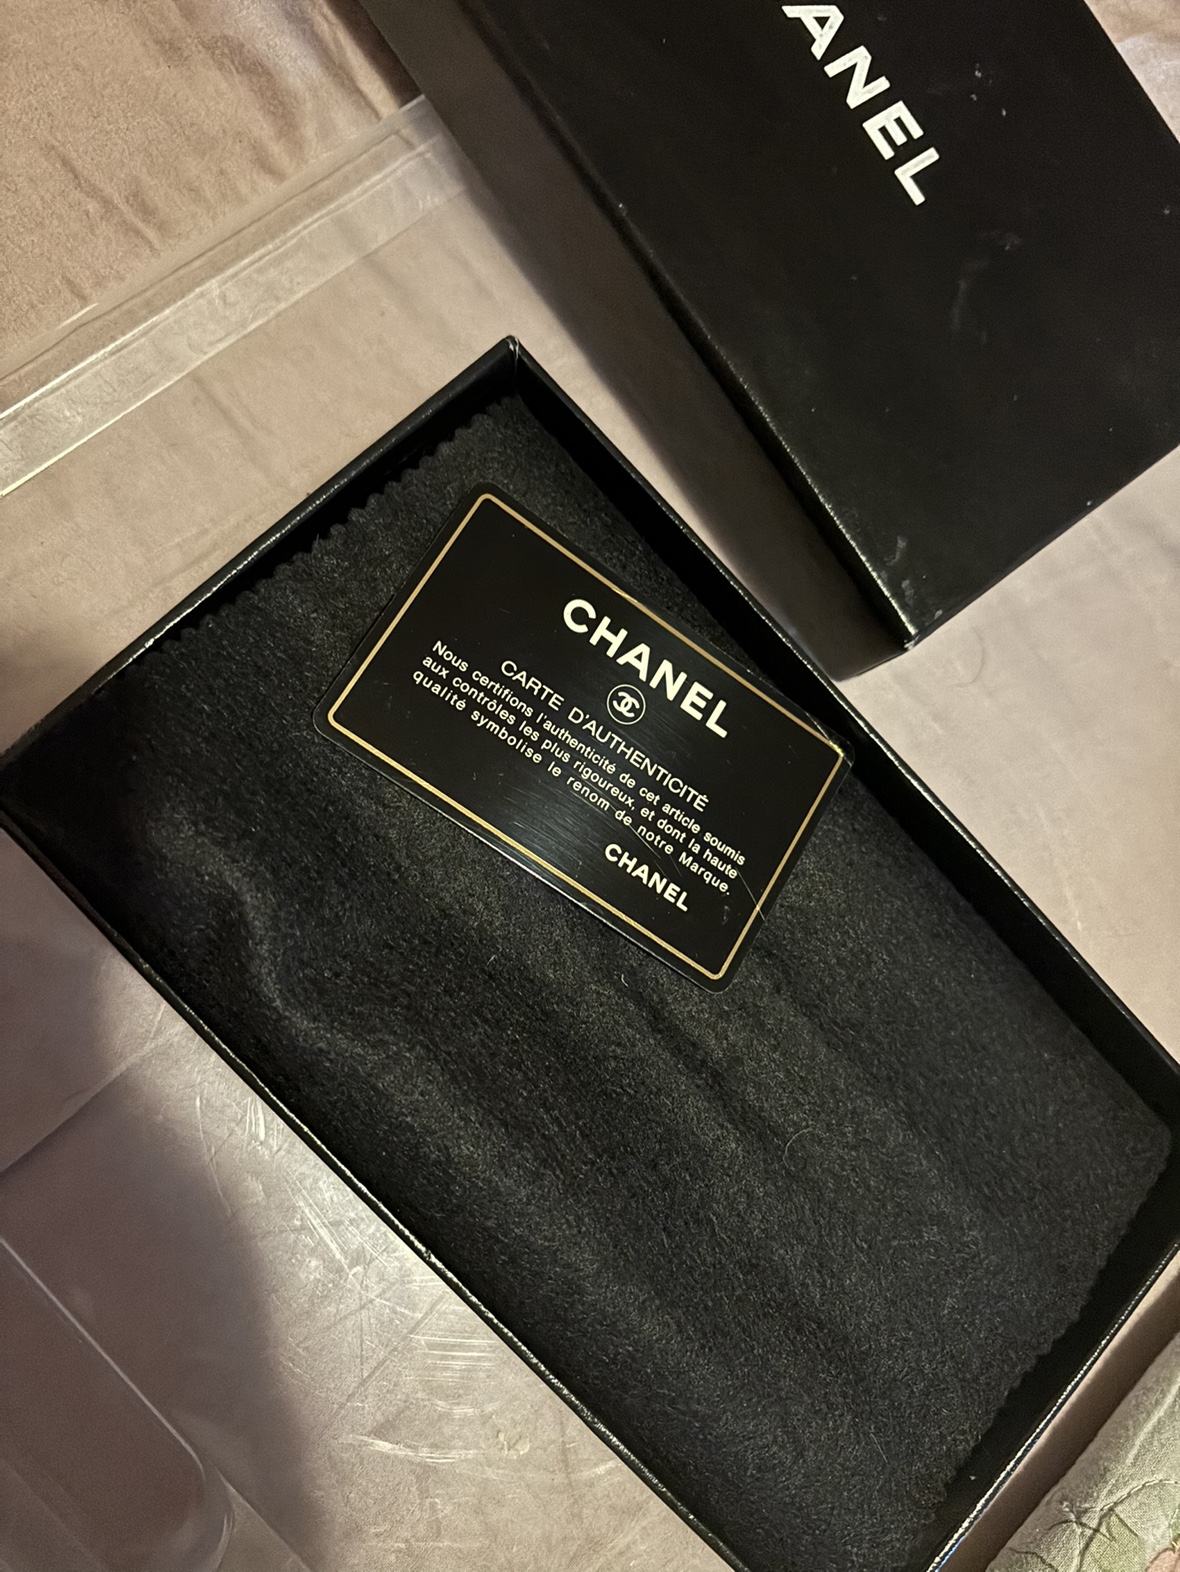 ANEL
CHANEL
CARTE D'AUTHENTICITÉ
Nous certifions l'authenticité de cet article soumis
aux contrôles les plus rigoureux, et dont la haute
qualité symbolise le renom de notre Marque.
CHANEL